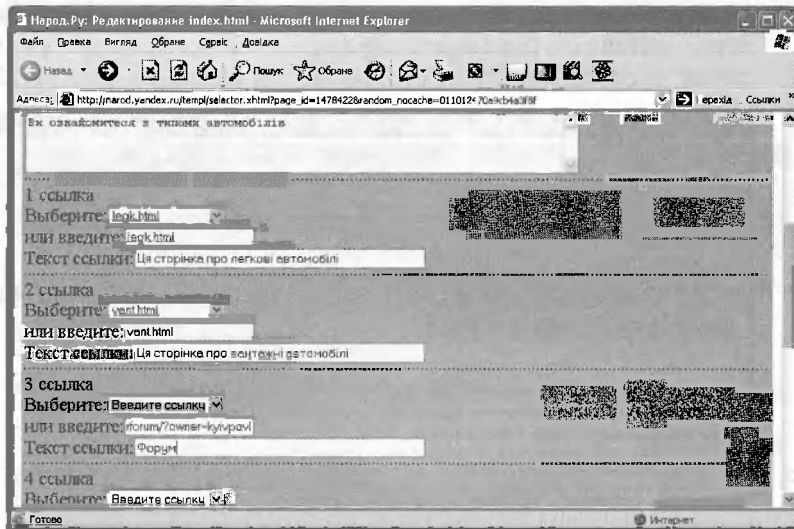 Народ.Ру: Редактирование index.html - Microsoft Internet Explorer
Файл Правка Вигляд Обране Сервіс Довідка
Назад Пошук Обране
Адреса: http://narod.yandex.ru/templ/selector.xhtml?page_id=1478422&random_nocache= ерехід Ссылки
Ви ознайомитеся з типами автомобілів
1 ссылка
Выберите: legk.html
или введите: legk.html
Текст ссылки: Ця сторінка про легкові автомобілі
2 ссылка
Выберите: vant.html
или введите: vant.html
Текст ссылки: Ця сторінка про вантажні автомобілі
3 ссылка
Выберите: Введите ссылку
или введите: rforum/?owner=kyivpavl
Текст ссылки: Форум
4 ссылка
Выберите: Введите ссылку
Готово Интернет